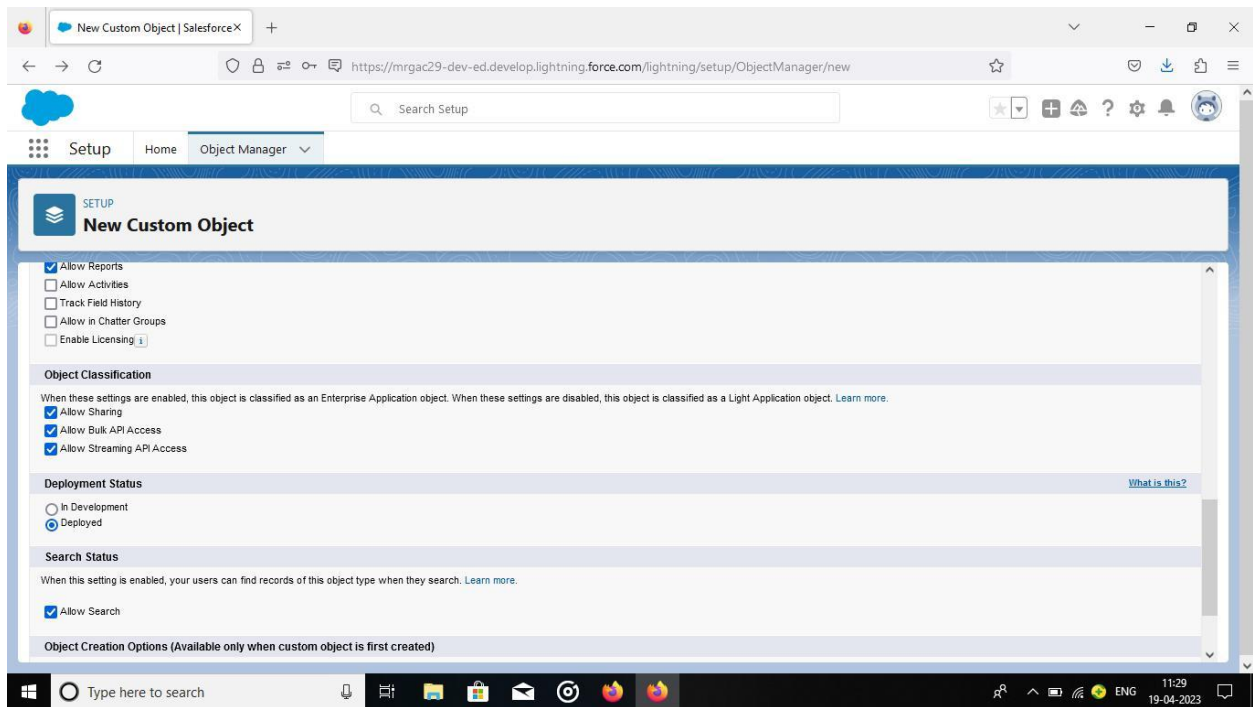 New Custom Object | Salesforce
https://mrgac29-dev-ed.develop.lightning.force.com/lightning/setup/ObjectManager/new
Search Setup
Setup Home Object Manager
SETUP
New Custom Object
Allow Reports
Allow Activities
Track Field History
Allow in Chatter Groups
Enable Licensing i
Object Classification
When these settings are enabled, this object is classified as an Enterprise Application object. When these settings are disabled, this object is classified as a Light Application object. Learn more.
Allow Sharing
Allow Bulk API Access
Allow Streaming API Access
Deployment Status What is this?
In Development
Deployed
Search Status
When this setting is enabled, your users can find records of this object type when they search. Learn more.
Allow Search
Object Creation Options (Available only when custom object is first created)
Type here to search
ENG
11:29
19-04-2023